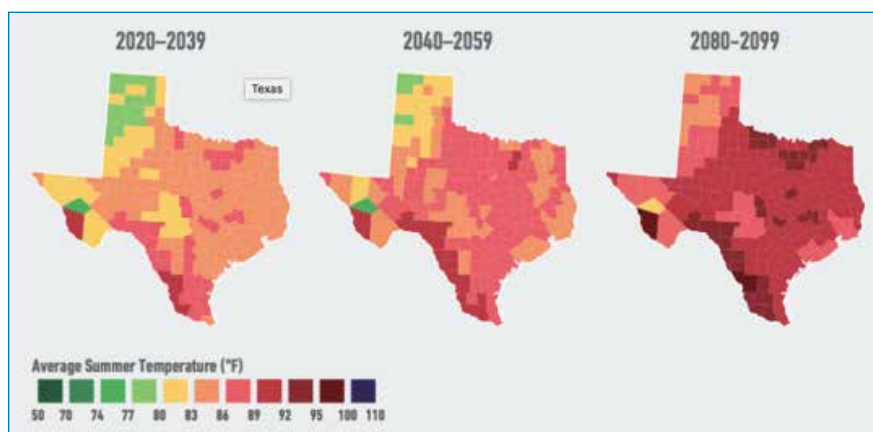 2020–2039 2040–2059 2080–2099
Texas
Average Summer Temperature (°F)
50 70 74 77 80 83 86 89 92 95 100 110